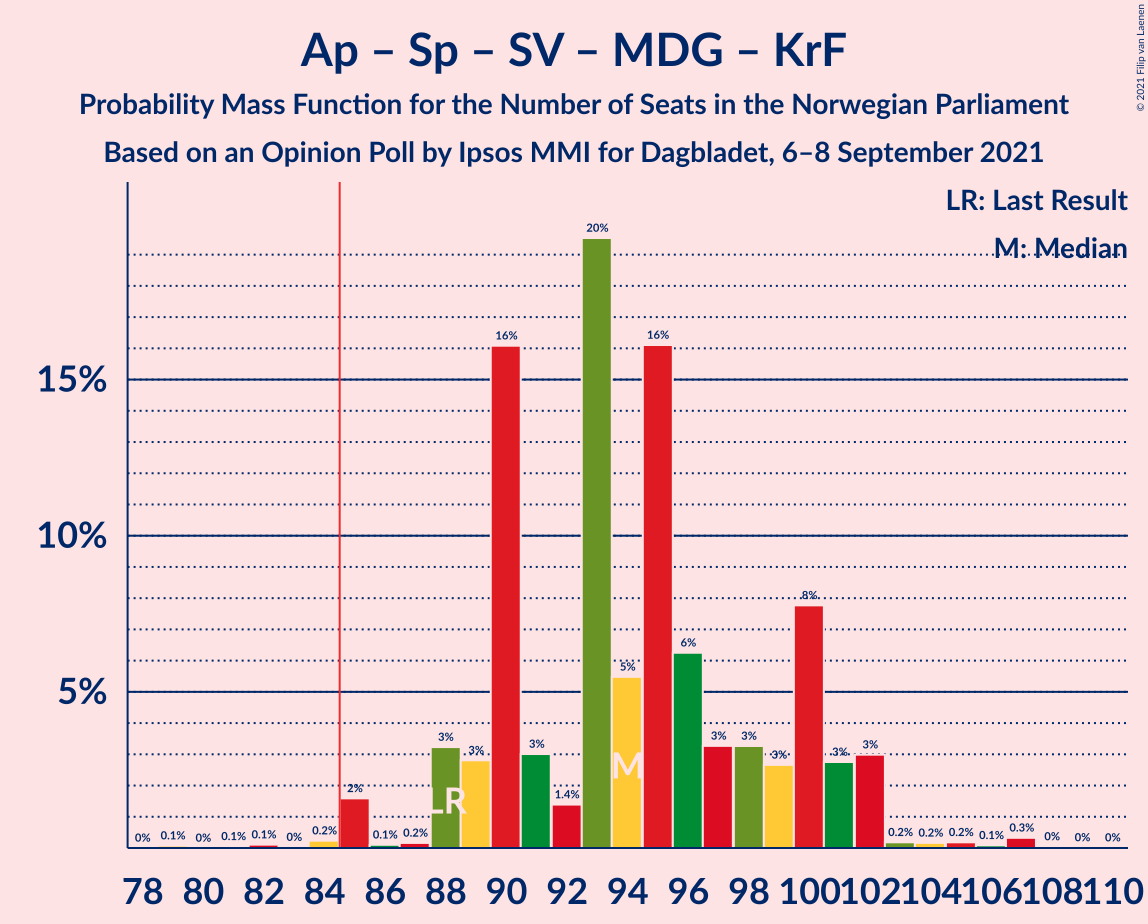 Ap – Sp – SV – MDG – KrF
Probability Mass Function for the Number of Seats in the Norwegian Parliament
Based on an Opinion Poll by Ipsos MMI for Dagbladet, 6–8 September 2021
© 2021 Filip van Laenen
LR: Last Result
M: Median
15%
10%
5%
0% 0.1% 0% 0.1% 0.1% 0% 0.2% 2% 0.1% 0.2% 3% 3% 16% 3% 1.4% 20% 5% 16% 6% 3% 3% 3% 8% 3% 3% 0.2% 0.2% 0.2% 0.1% 0.3% 0% 0% 0%
LR
M
78 80 82 84 86 88 90 92 94 96 98 100 102 104 106 108 110